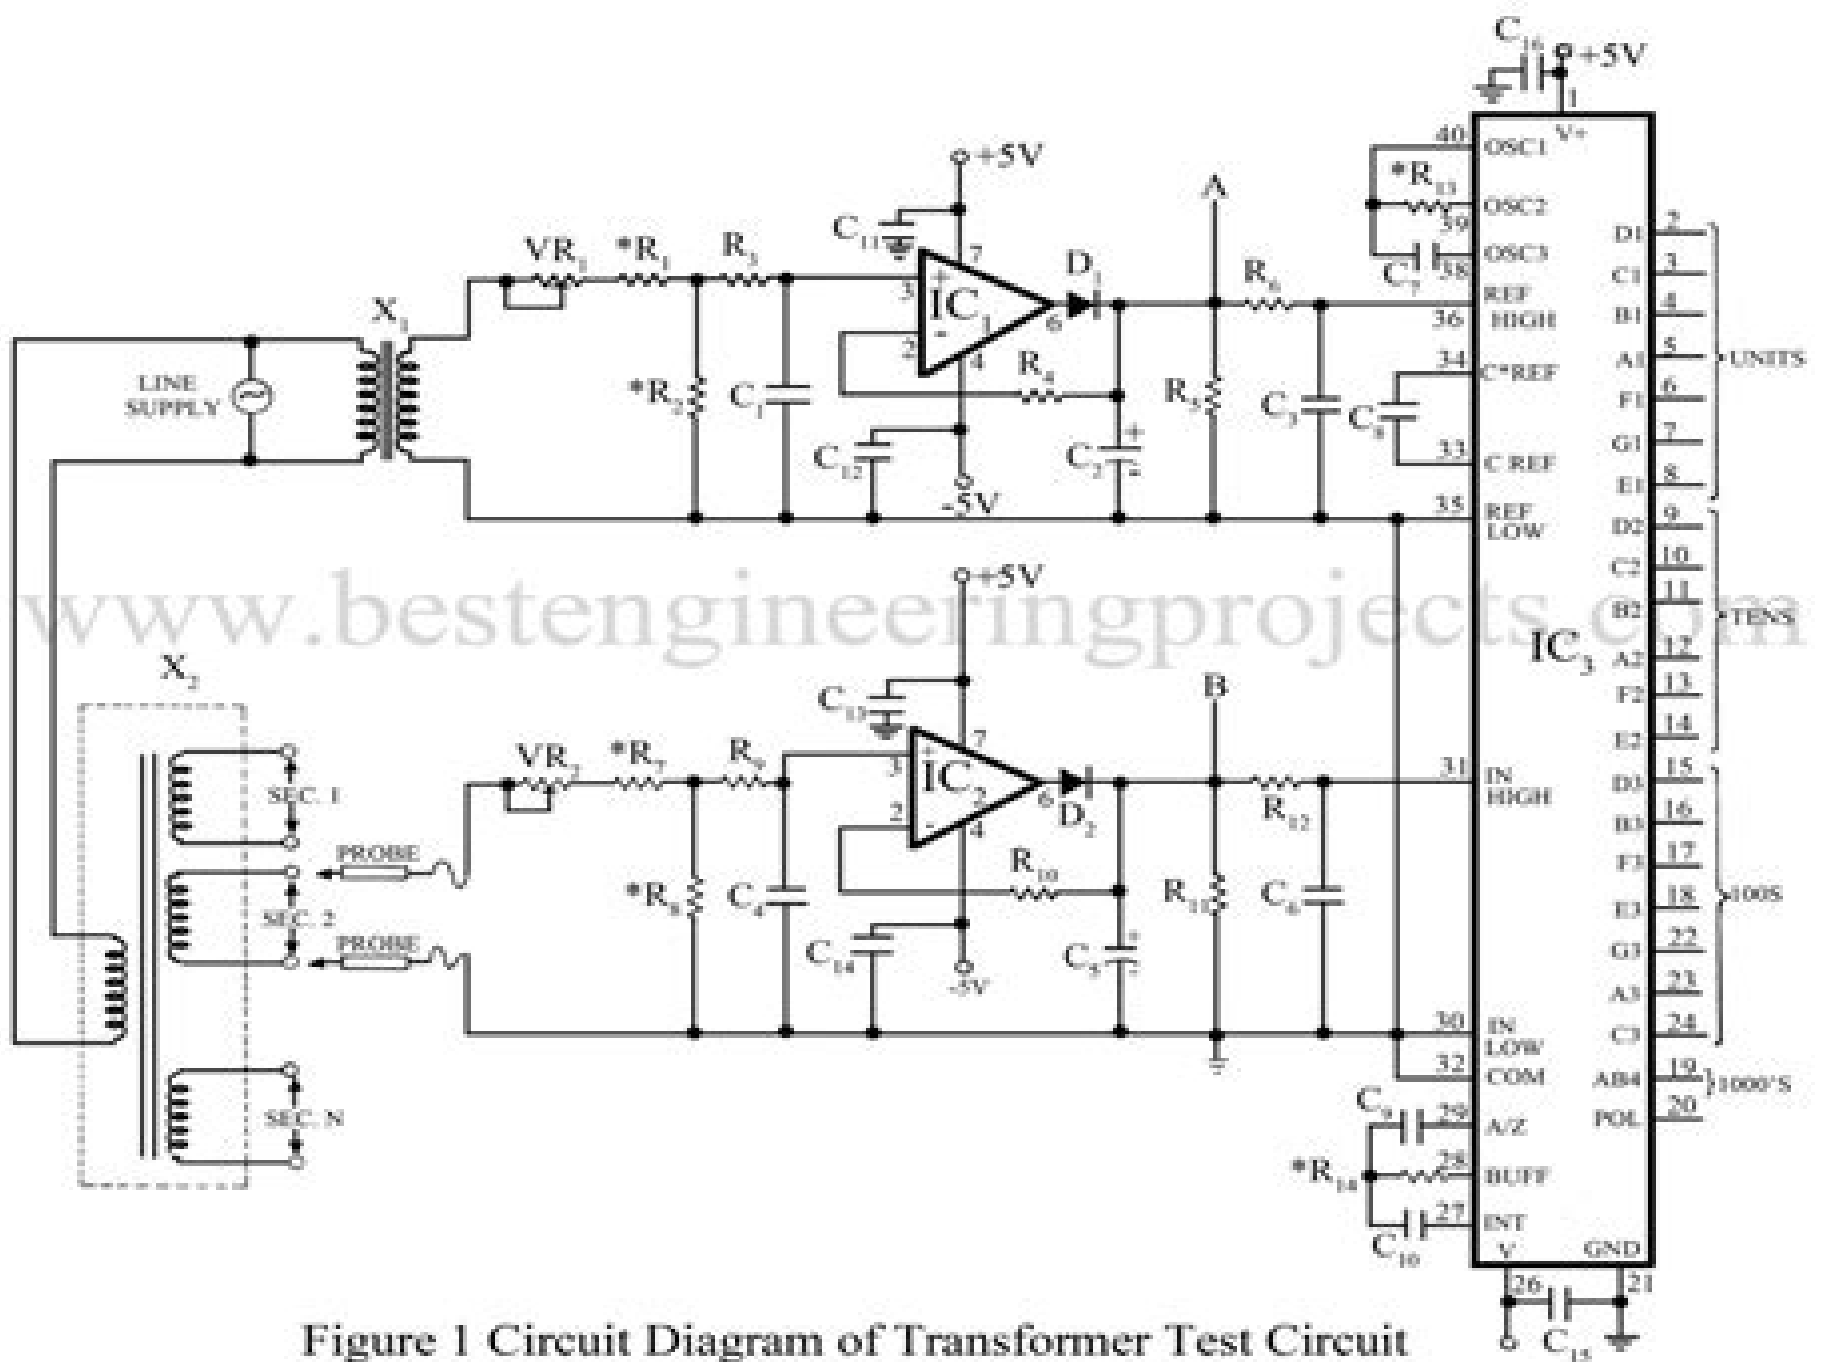 C16
+5V
1
V+
40 OSC1
*R13
OSC2
39
OSC3
C7 38
REF HIGH
36
34 C*REF
C8
33 C REF
35 REF LOW
+5V
C11
VR1 *R1 R3
7
3 +
IC1
-
2
4
6
D1
A
R6
X1
LINE SUPPLY
*R2
C1
R4
R5
C3
C12
C2
+
-
-5V
D1 2
C1 3
B1 4
A1 5
F1 6
G1 7
E1 8
UNITS
D2 9
C2 10
B2 11
A2 12
F2 13
E2 14
TENS
www.bestengineeringprojects.com
IC3
+5V
X2
C13
VR2 *R7 R9
7
3 +
IC2
-
2
4
6
D2
B
R12
31 IN HIGH
SEC. 1
PROBE
SEC. 2
PROBE
SEC. N
*R8
C4
R10
R11
C6
C14
C5
-5V
D3 15
B3 16
F3 17
E3 18
G3 22
A3 23
C3 24
100S
30 IN LOW
32 COM
AB4 19
1000'S
POL 20
C9
29 A/Z
*R14
28 BUFF
27 INT
C10
V
GND
26
21
C15
Figure 1 Circuit Diagram of Transformer Test Circuit